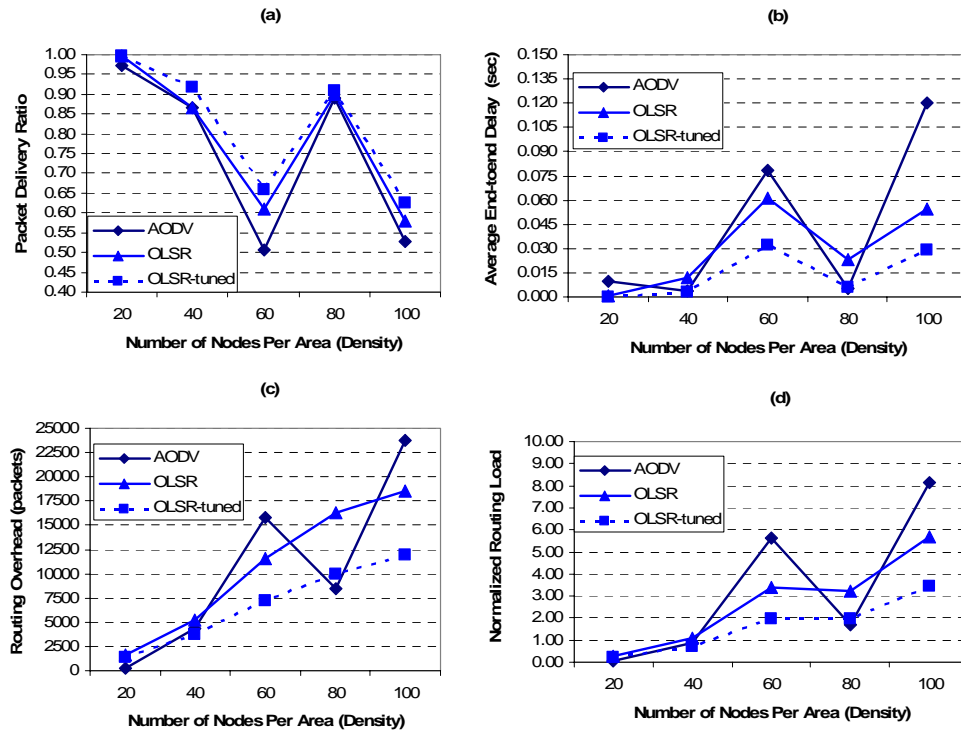 (a)
1.00
0.95
0.90
0.85
0.80
0.75
0.70
0.65
0.60
0.55
0.50
0.45
0.40
Packet Delivery Ratio
AODV
OLSR
OLSR-tuned
20 40 60 80 100
Number of Nodes Per Area (Density)
(b)
0.150
0.135
0.120
0.105
0.090
0.075
0.060
0.045
0.030
0.015
0.000
Average End-toend Delay (sec)
AODV
OLSR
OLSR-tuned
20 40 60 80 100
Number of Nodes Per Area (Density)
(c)
25000
22500
20000
17500
15000
12500
10000
7500
5000
2500
0
Routing Overhead (packets)
AODV
OLSR
OLSR-tuned
20 40 60 80 100
Number of Nodes Per Area (Density)
(d)
10.00
9.00
8.00
7.00
6.00
5.00
4.00
3.00
2.00
1.00
0.00
Normalized Routing Load
AODV
OLSR
OLSR-tuned
20 40 60 80 100
Number of Nodes Per Area (Density)